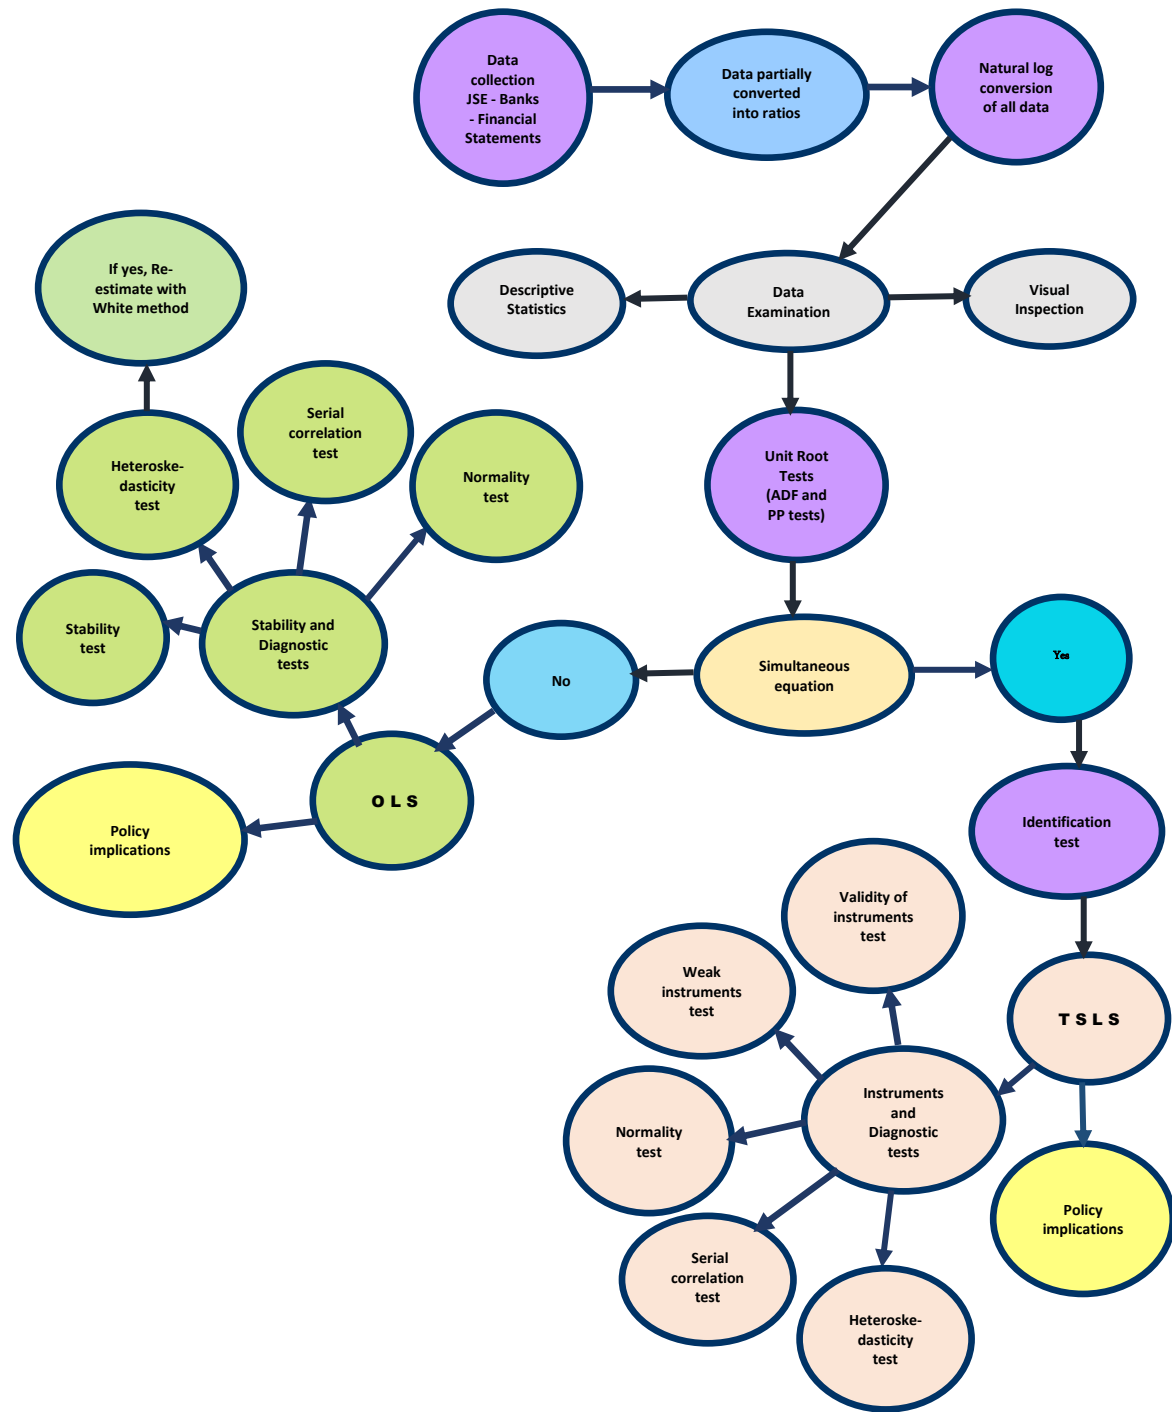 Data
collection
JSE - Banks
- Financial
Statements
Data partially
converted
into ratios
Natural log
conversion
of all data
If yes, Re-
estimate with
White method
Descriptive
Statistics
Data
Examination
Visual
Inspection
Serial
correlation
test
Heteroske-
dasticity
test
Normality
test
Unit Root
Tests
(ADF and
PP tests)
Stability
test
Stability and
Diagnostic
tests
No
Simultaneous
equation
Yes
Policy
implications
O L S
Identification
test
Validity of
instruments
test
Weak
instruments
test
T S L S
Normality
test
Instruments
and
Diagnostic
tests
Policy
implications
Serial
correlation
test
Heteroske-
dasticity
test